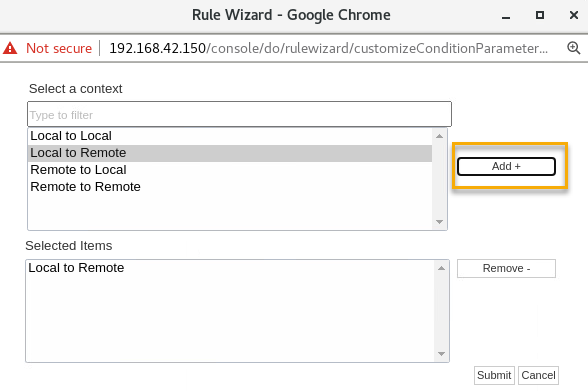 Rule Wizard - Google Chrome
Not secure 192.168.42.150/console/do/rulewizard/customizeConditionParameter...
Select a context
Type to filter
Local to Local
Local to Remote
Remote to Local
Remote to Remote
Add +
Selected Items
Local to Remote
Remove -
Submit Cancel